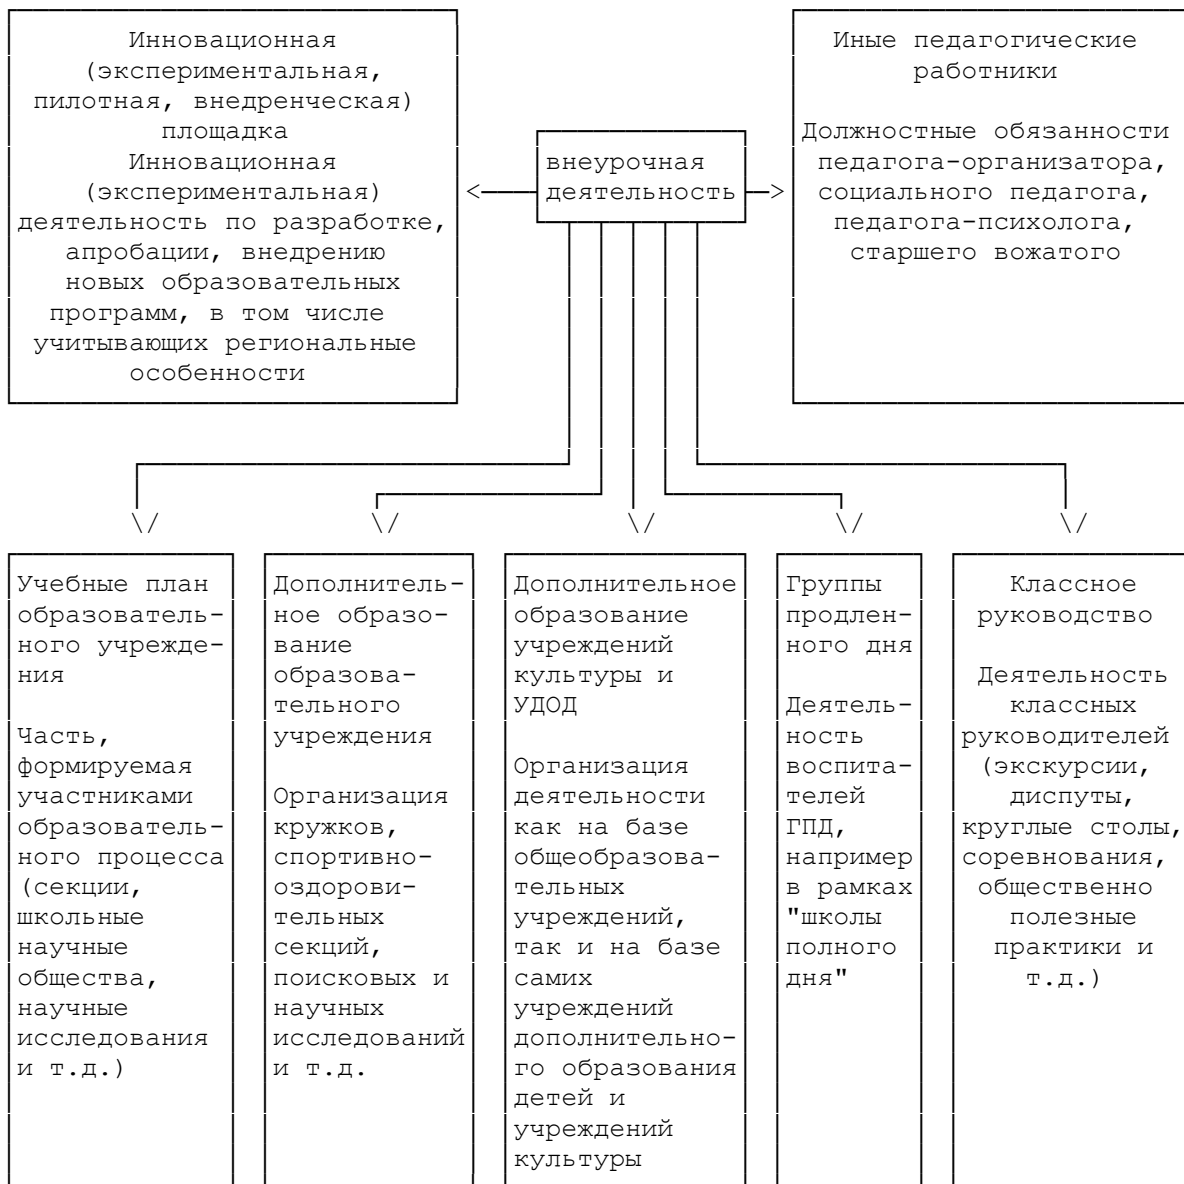 Инновационная
(экспериментальная,
пилотная, внедренческая)
площадка
Инновационная
(экспериментальная)
деятельность по разработке,
апробации, внедрению
новых образовательных
программ, в том числе
учитывающих региональные
особенности
внеурочная
деятельность
Иные педагогические
работники
Должностные обязанности
педагога-организатора,
социального педагога,
педагога-психолога,
старшего вожатого
Учебные план
образователь-
ного учрежде-
ния
Часть,
формируемая
участниками
образователь-
ного процесса
(секции,
школьные
научные
общества,
научные
исследования
и т.д.)
Дополнитель-
ное образо-
вание
образова-
тельного
учреждения
Организация
кружков,
спортивно-
оздорови-
тельных
секций,
поисковых и
научных
исследований
и т.д.
Дополнительное
образование
учреждений
культуры и
УДОД
Организация
деятельности
как на базе
общеобразова-
тельных
учреждений,
так и на базе
самих
учреждений
дополнительно-
го образования
детей и
учреждений
культуры
Группы
продлен-
ного дня
Деятель-
ность
воспита-
телей
ГПД,
например
в рамках
"школы
полного
дня"
Классное
руководство
Деятельность
классных
руководителей
(экскурсии,
диспуты,
круглые столы,
соревнования,
общественно
полезные
практики и
т.д.)